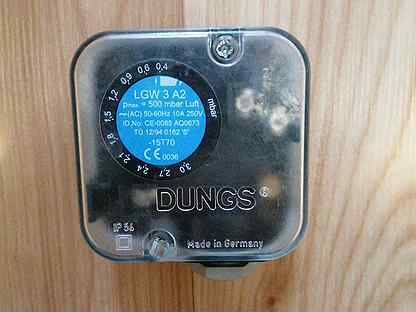 0,4
0,6
0,9
1,2
1,5
1,8
2,1
2,4
2,7
3,0
mbar
LGW 3 A2
pmax = 500 mbar Luft
~(AC) 50-60Hz 10A 250V
ID.No. CE-0085 AQ0673
TÜ 12/94 0162 "S"
-15T70
CE 0036
DUNGS®
IP 54
Made in Germany